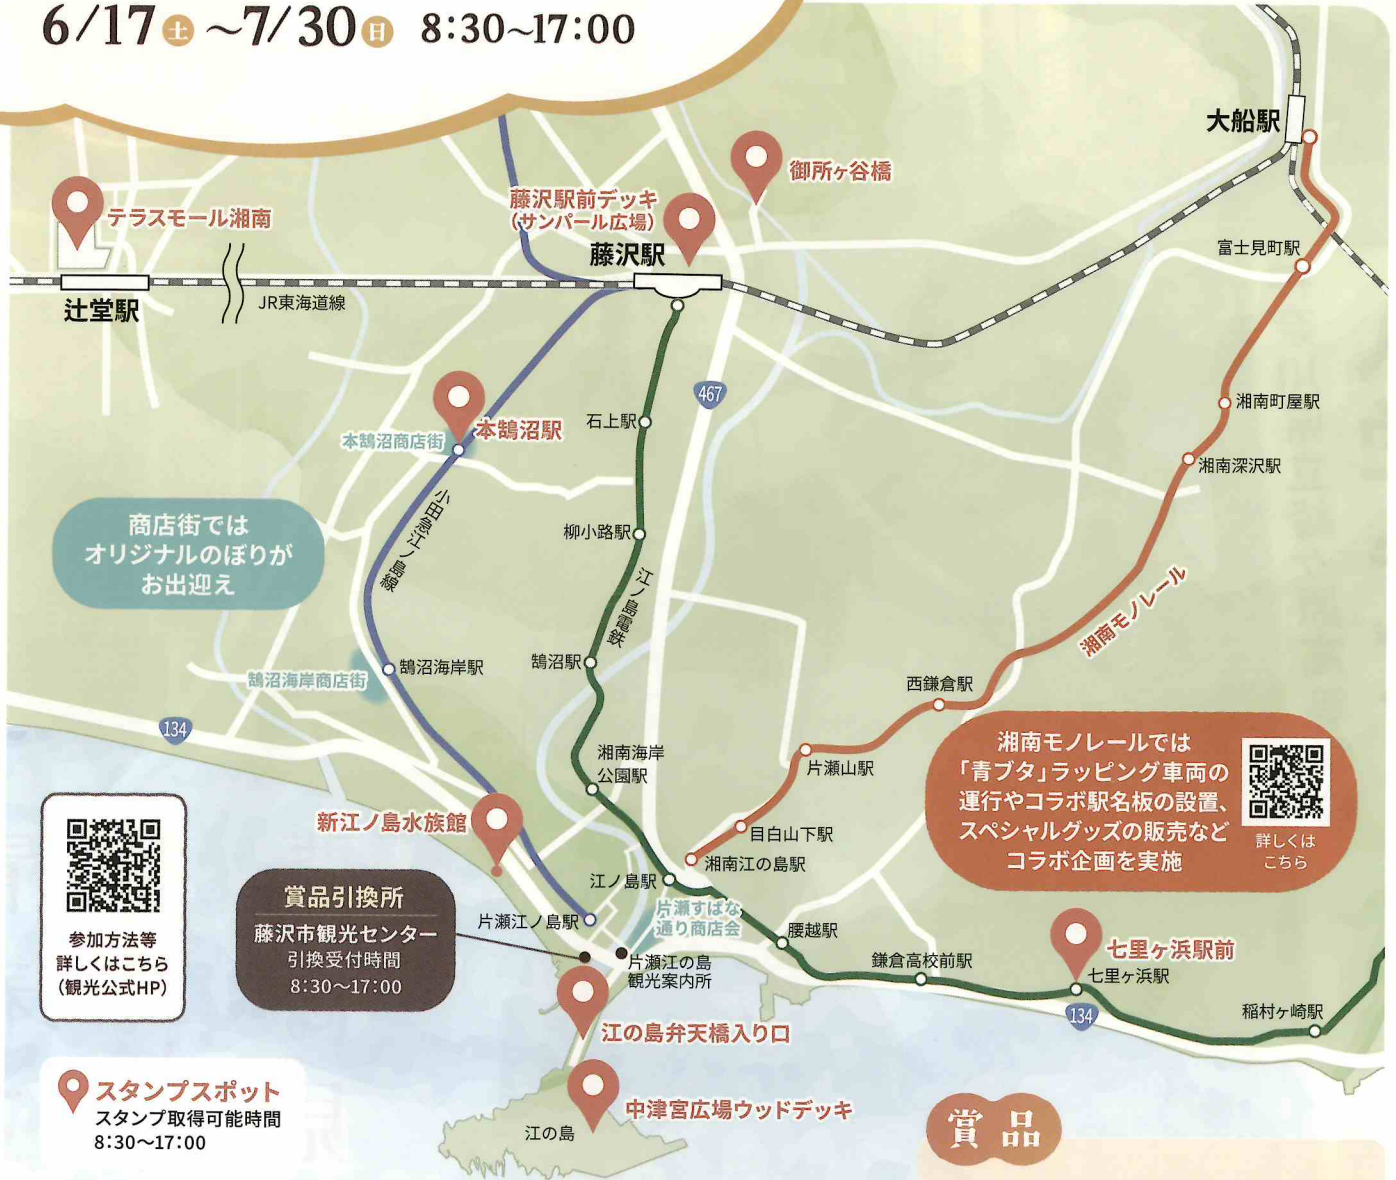 6/17土～7/30日 8:30～17:00
大船駅
御所ヶ谷橋
藤沢駅前デッキ
（サンパール広場）
テラスモール湘南
藤沢駅
富士見町駅
辻堂駅
JR東海道線
467
湘南町屋駅
石上駅
本鵠沼駅
本鵠沼商店街
湘南深沢駅
小田急江ノ島線
商店街では
オリジナルのぼりが
お出迎え
柳小路駅
江ノ島電鉄
湘南モノレール
鵠沼駅
鵠沼海岸駅
鵠沼海岸商店街
西鎌倉駅
134
湘南海岸
公園駅
片瀬山駅
湘南モノレールでは
「青ブタ」ラッピング車両の
運行やコラボ駅名板の設置、
スペシャルグッズの販売など
コラボ企画を実施
詳しくは
こちら
新江ノ島水族館
目白山下駅
湘南江の島駅
江ノ島駅
賞品引換所
藤沢市観光センター
引換受付時間
8:30～17:00
片瀬江ノ島駅
片瀬すばな
通り商店会
腰越駅
参加方法等
詳しくはこちら
（観光公式HP）
片瀬江の島
観光案内所
鎌倉高校前駅
七里ヶ浜駅前
七里ヶ浜駅
134
稲村ヶ崎駅
江の島弁天橋入り口
スタンプスポット
スタンプ取得可能時間
8:30～17:00
中津宮広場ウッドデッキ
江の島
賞品